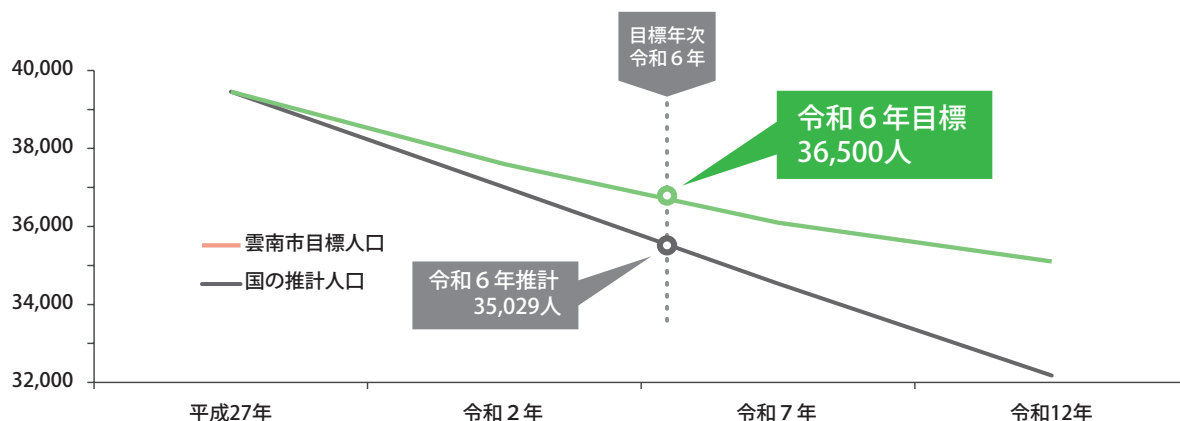 目標年次
令和６年
40,000
38,000
36,000
34,000
32,000
令和６年目標
36,500人
雲南市目標人口
国の推計人口
令和６年推計
35,029人
平成27年
令和２年
令和７年
令和12年